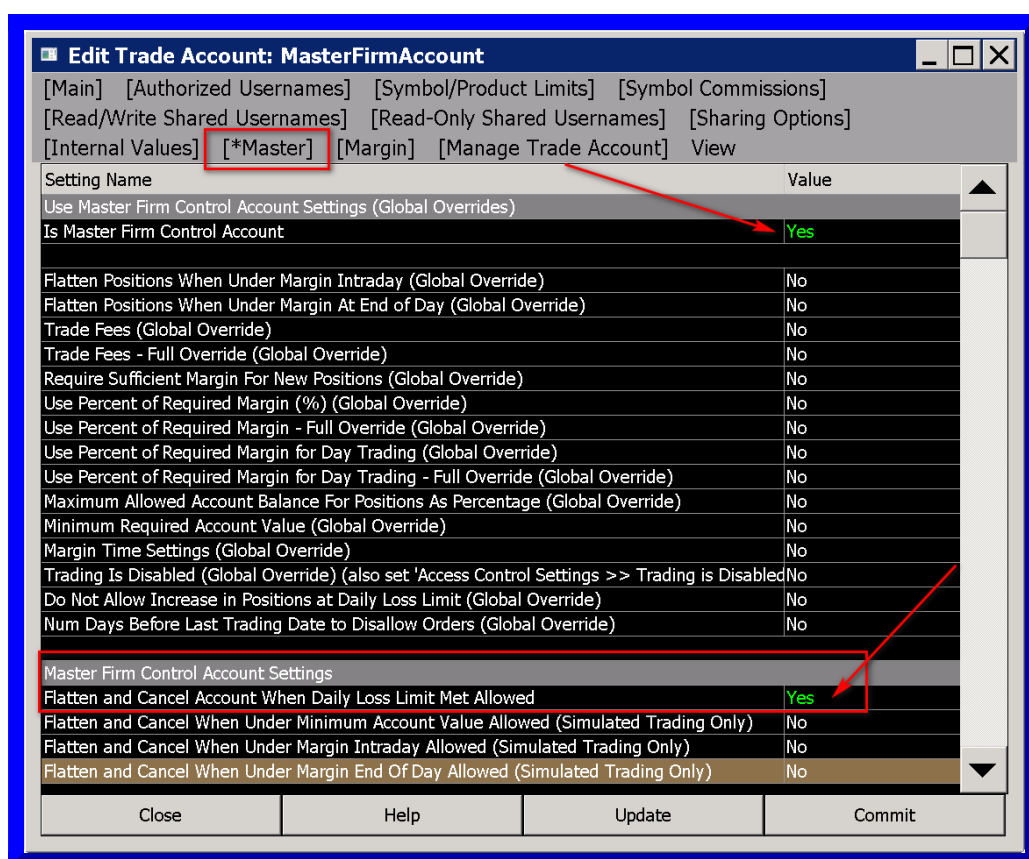 Edit Trade Account: MasterFirmAccount
[Main] [Authorized Usernames] [Symbol/Product Limits] [Symbol Commissions]
[Read/Write Shared Usernames] [Read-Only Shared Usernames] [Sharing Options]
[Internal Values] [*Master] [Margin] [Manage Trade Account] View
Setting Name Value
Use Master Firm Control Account Settings (Global Overrides)
Is Master Firm Control Account Yes
Flatten Positions When Under Margin Intraday (Global Override) No
Flatten Positions When Under Margin At End of Day (Global Override) No
Trade Fees (Global Override) No
Trade Fees - Full Override (Global Override) No
Require Sufficient Margin For New Positions (Global Override) No
Use Percent of Required Margin (%) (Global Override) No
Use Percent of Required Margin - Full Override (Global Override) No
Use Percent of Required Margin for Day Trading (Global Override) No
Use Percent of Required Margin for Day Trading - Full Override (Global Override) No
Maximum Allowed Account Balance For Positions As Percentage (Global Override) No
Minimum Required Account Value (Global Override) No
Margin Time Settings (Global Override) No
Trading Is Disabled (Global Override) (also set 'Access Control Settings >> Trading is Disabled No
Do Not Allow Increase in Positions at Daily Loss Limit (Global Override) No
Num Days Before Last Trading Date to Disallow Orders (Global Override) No
Master Firm Control Account Settings
Flatten and Cancel Account When Daily Loss Limit Met Allowed Yes
Flatten and Cancel When Under Minimum Account Value Allowed (Simulated Trading Only) No
Flatten and Cancel When Under Margin Intraday Allowed (Simulated Trading Only) No
Flatten and Cancel When Under Margin End Of Day Allowed (Simulated Trading Only) No
Close Help Update Commit